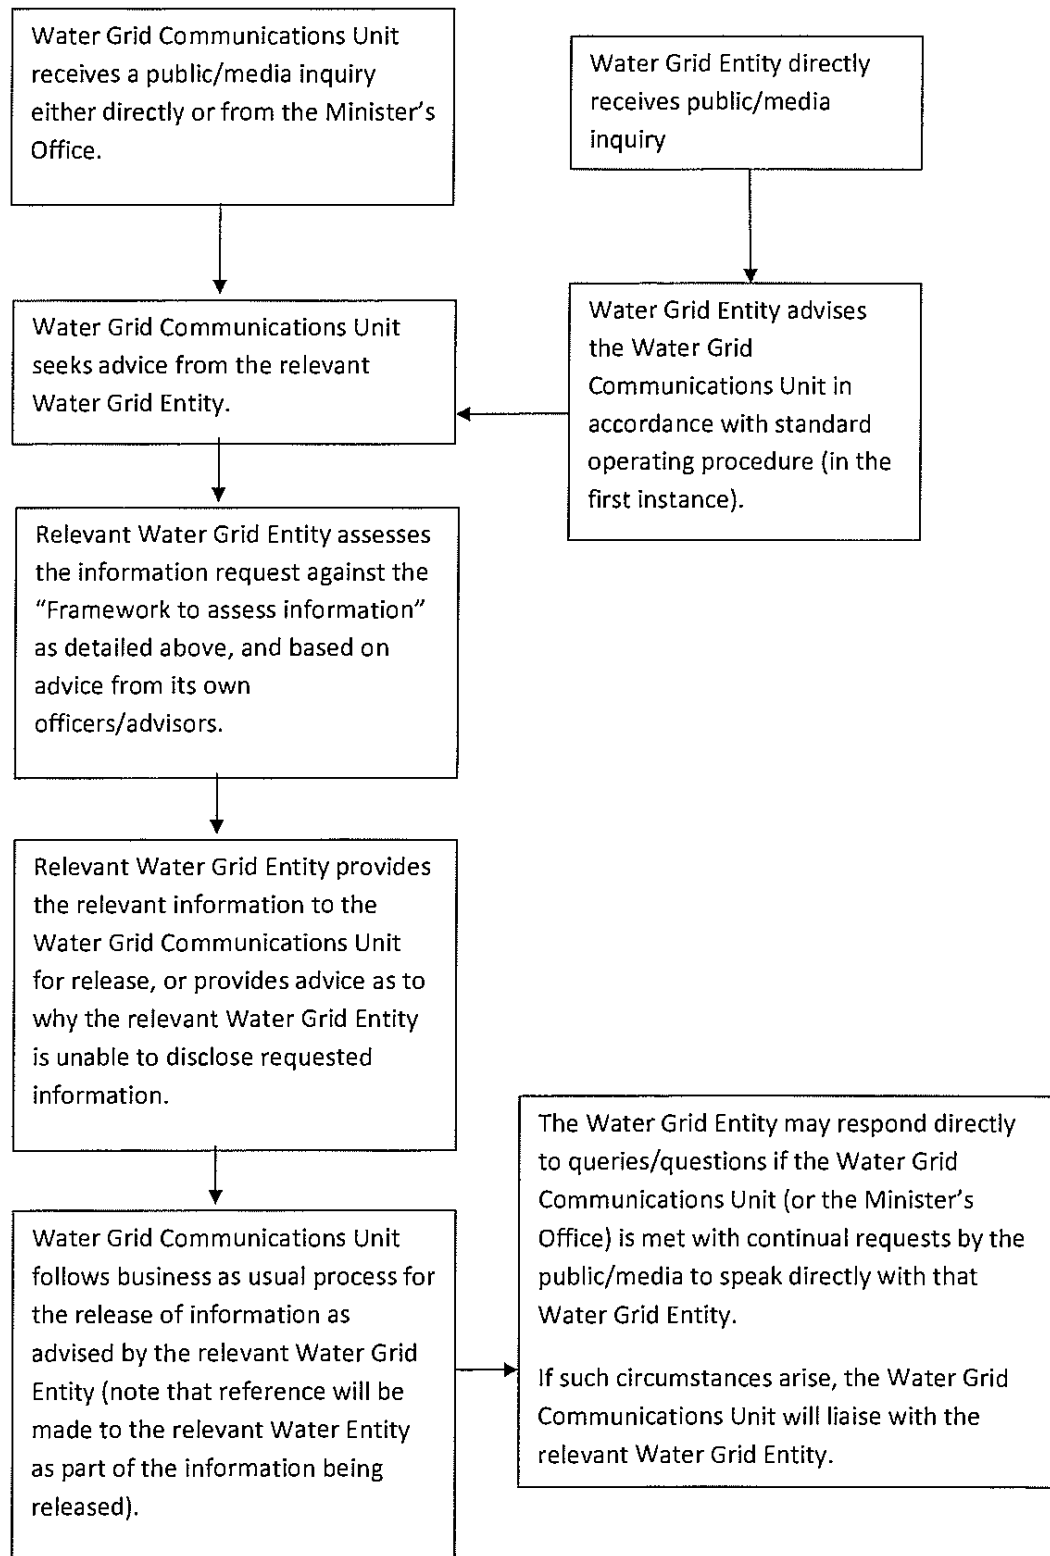 Water Grid Communications Unit
receives a public/media inquiry
either directly or from the Minister's
Office.
Water Grid Entity directly
receives public/media
inquiry
Water Grid Communications Unit
seeks advice from the relevant
Water Grid Entity.
Water Grid Entity advises
the Water Grid
Communications Unit in
accordance with standard
operating procedure (in the
first instance).
Relevant Water Grid Entity assesses
the information request against the
“Framework to assess information”
as detailed above, and based on
advice from its own
officers/advisors.
Relevant Water Grid Entity provides
the relevant information to the
Water Grid Communications Unit
for release, or provides advice as to
why the relevant Water Grid Entity
is unable to disclose requested
information.
Water Grid Communications Unit
follows business as usual process for
the release of information as
advised by the relevant Water Grid
Entity (note that reference will be
made to the relevant Water Entity
as part of the information being
released).
The Water Grid Entity may respond directly
to queries/questions if the Water Grid
Communications Unit (or the Minister's
Office) is met with continual requests by the
public/media to speak directly with that
Water Grid Entity.
If such circumstances arise, the Water Grid
Communications Unit will liaise with the
relevant Water Grid Entity.